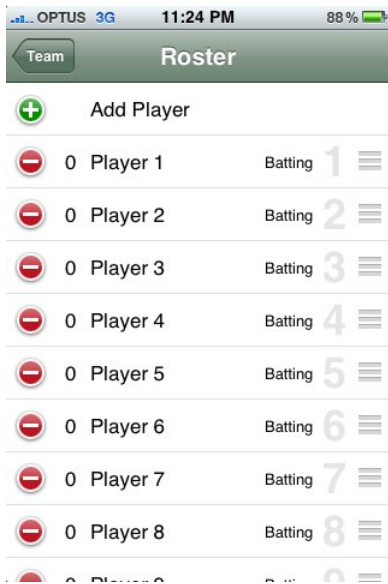 OPTUS 3G 11:24 PM 88%
Team Roster
Add Player
0 Player 1 Batting 1
0 Player 2 Batting 2
0 Player 3 Batting 3
0 Player 4 Batting 4
0 Player 5 Batting 5
0 Player 6 Batting 6
0 Player 7 Batting 7
0 Player 8 Batting 8